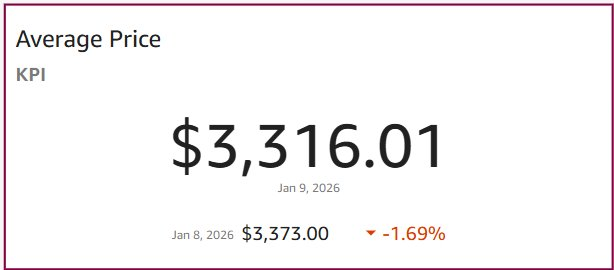 Average Price
KPI
$3,316.01
Jan 9, 2026
Jan 8, 2026 $3,373.00 -1.69%